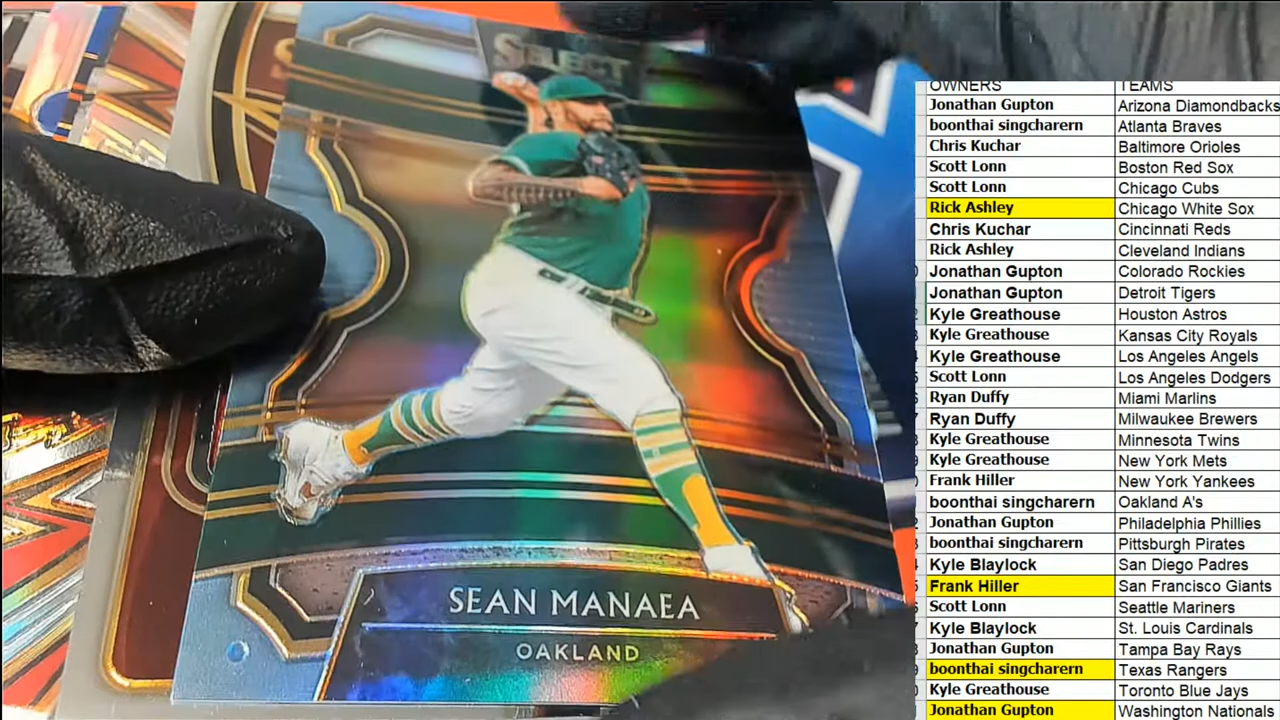 SELECT
SEAN MANAEA
OAKLAND
OWNERS TEAMS
Jonathan Gupton Arizona Diamondbacks
boonthai singcharern Atlanta Braves
Chris Kuchar Baltimore Orioles
Scott Lonn Boston Red Sox
Scott Lonn Chicago Cubs
Rick Ashley Chicago White Sox
Chris Kuchar Cincinnati Reds
Rick Ashley Cleveland Indians
Jonathan Gupton Colorado Rockies
Jonathan Gupton Detroit Tigers
Kyle Greathouse Houston Astros
Kyle Greathouse Kansas City Royals
Kyle Greathouse Los Angeles Angels
Scott Lonn Los Angeles Dodgers
Ryan Duffy Miami Marlins
Ryan Duffy Milwaukee Brewers
Kyle Greathouse Minnesota Twins
Kyle Greathouse New York Mets
Frank Hiller New York Yankees
boonthai singcharern Oakland A's
Jonathan Gupton Philadelphia Phillies
boonthai singcharern Pittsburgh Pirates
Kyle Blaylock San Diego Padres
Frank Hiller San Francisco Giants
Scott Lonn Seattle Mariners
Kyle Blaylock St. Louis Cardinals
Jonathan Gupton Tampa Bay Rays
boonthai singcharern Texas Rangers
Kyle Greathouse Toronto Blue Jays
Jonathan Gupton Washington Nationals